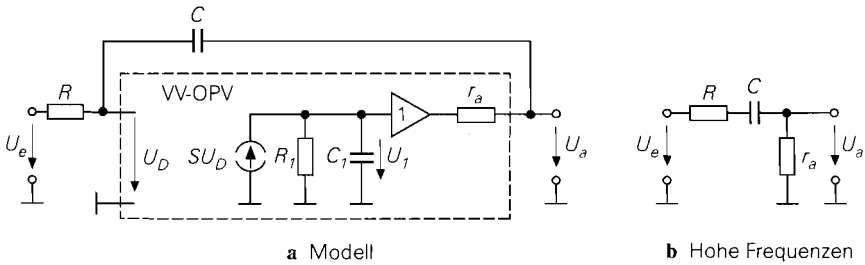 C
R
VV-OPV
1
r_a
U_e
U_D
SU_D
R_1
C_1
U_1
U_a
a Modell
R
C
U_e
r_a
U_a
b Hohe Frequenzen